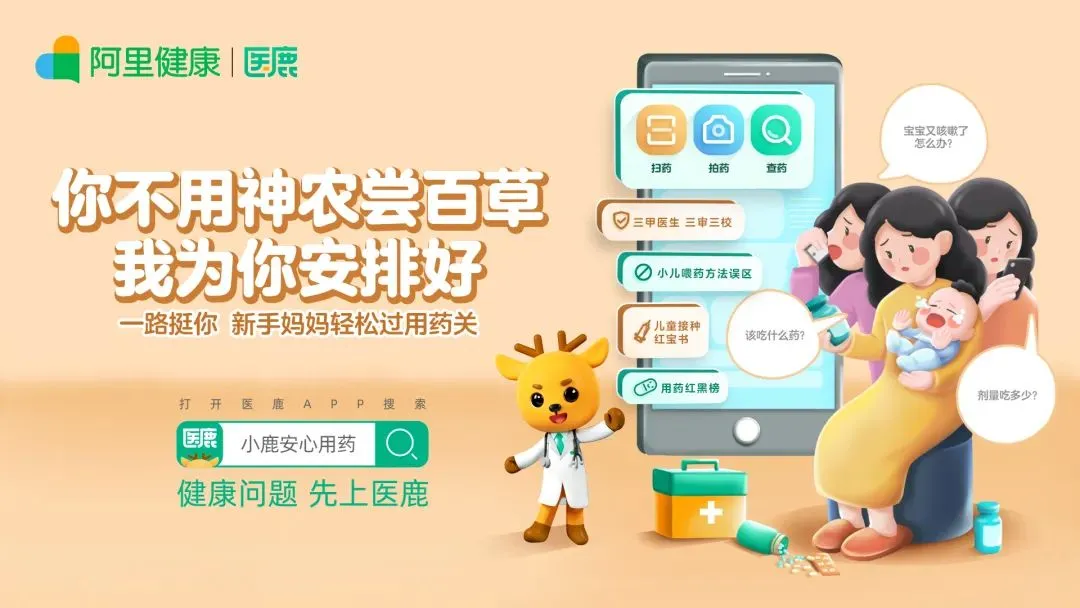 阿里健康 | 医鹿
你不用神农尝百草
我为你安排好
一路挺你 新手妈妈轻松过用药关
打开医鹿APP搜索
医鹿
小鹿安心用药
健康问题 先上医鹿
扫药
拍药
查药
三甲医生 三审三校
小儿喂药方法误区
儿童接种
红宝书
用药红黑榜
宝宝又咳嗽了
怎么办?
该吃什么药?
剂量吃多少?